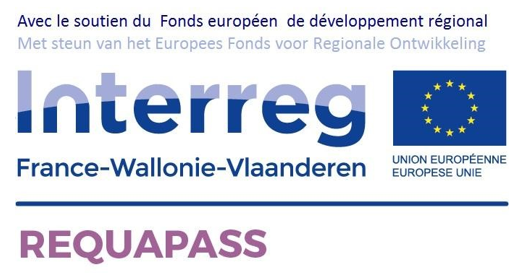 Avec le soutien du Fonds européen de développement régional
Met steun van het Europees Fonds voor Regionale Ontwikkeling
Interreg
France-Wallonie-Vlaanderen
UNION EUROPÉENNE
EUROPESE UNIE
REQUAPASS